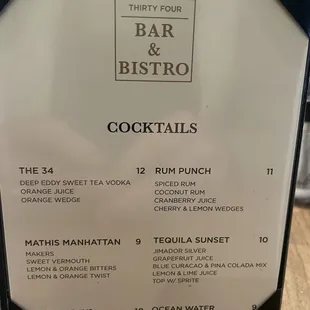 THIRTY FOUR
BAR
&
BISTRO
COCKTAILS
THE 34 12
DEEP EDDY SWEET TEA VODKA
ORANGE JUICE
ORANGE WEDGE
RUM PUNCH 11
SPICED RUM
COCONUT RUM
CRANBERRY JUICE
CHERRY & LEMON WEDGES
MATHIS MANHATTAN 9
MAKERS
SWEET VERMOUTH
LEMON & ORANGE BITTERS
LEMON & ORANGE TWIST
TEQUILA SUNSET 10
JIMADOR SILVER
GRAPEFRUIT JUICE
BLUE CURACAO & PINA COLADA MIX
LEMON & LIME JUICE
TOP W/ SPRITE
OCEAN WATER 9